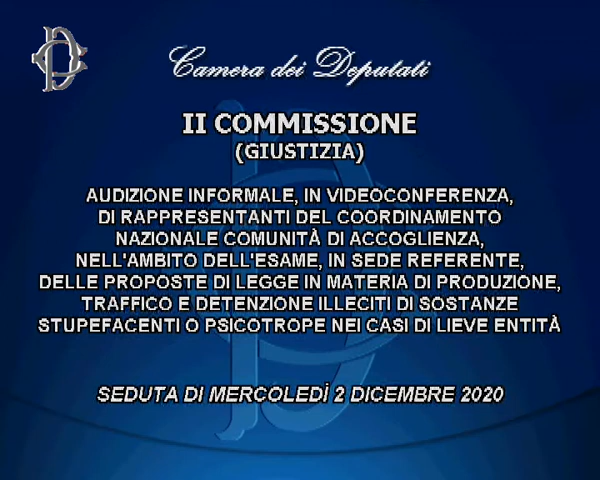 Camera dei Deputati
II COMMISSIONE
(GIUSTIZIA)
AUDIZIONE INFORMALE, IN VIDEOCONFERENZA,
DI RAPPRESENTANTI DEL COORDINAMENTO
NAZIONALE COMUNITÀ DI ACCOGLIENZA,
NELL'AMBITO DELL'ESAME, IN SEDE REFERENTE,
DELLE PROPOSTE DI LEGGE IN MATERIA DI PRODUZIONE,
TRAFFICO E DETENZIONE ILLECITI DI SOSTANZE
STUPEFACENTI O PSICOTROPE NEI CASI DI LIEVE ENTITÀ
SEDUTA DI MERCOLEDÌ 2 DICEMBRE 2020